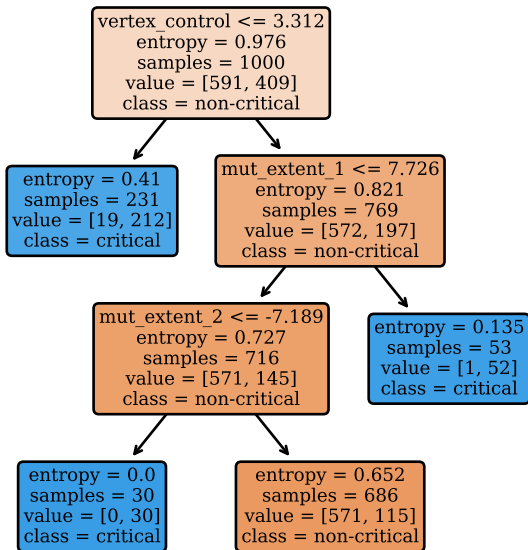 vertex_control <= 3.312
entropy = 0.976
samples = 1000
value = [591, 409]
class = non-critical
entropy = 0.41
samples = 231
value = [19, 212]
class = critical
mut_extent_1 <= 7.726
entropy = 0.821
samples = 769
value = [572, 197]
class = non-critical
mut_extent_2 <= -7.189
entropy = 0.727
samples = 716
value = [571, 145]
class = non-critical
entropy = 0.135
samples = 53
value = [1, 52]
class = critical
entropy = 0.0
samples = 30
value = [0, 30]
class = critical
entropy = 0.652
samples = 686
value = [571, 115]
class = non-critical